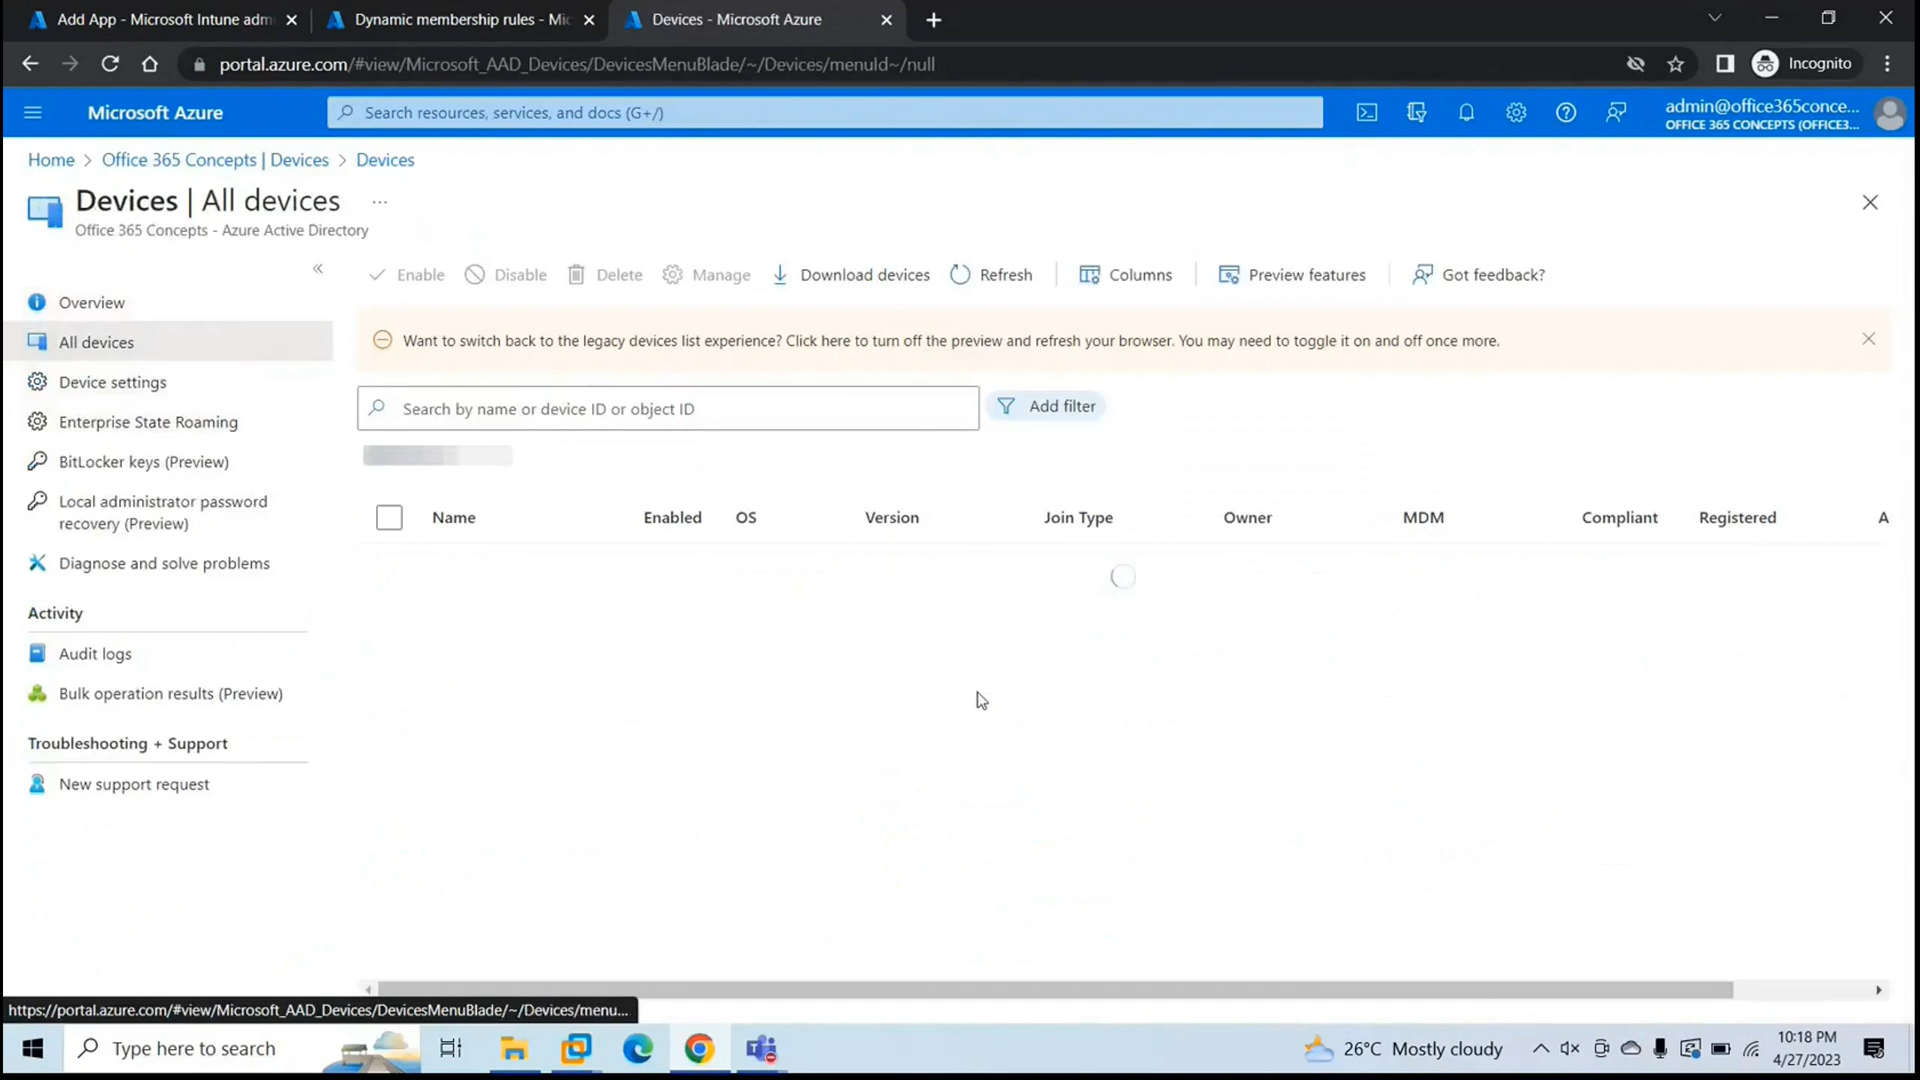 Add App - Microsoft Intune adm
Dynamic membership rules - Mic
Devices - Microsoft Azure
portal.azure.com/#view/Microsoft_AAD_Devices/DevicesMenuBlade/~/Devices/menuId~/null
Incognito
Microsoft Azure
Search resources, services, and docs (G+/)
admin@office365conce...
OFFICE 365 CONCEPTS (OFFICE3...
Home > Office 365 Concepts | Devices > Devices
Devices | All devices ...
Office 365 Concepts - Azure Active Directory
Enable Disable Delete Manage Download devices Refresh Columns Preview features Got feedback?
Overview
All devices
Device settings
Enterprise State Roaming
BitLocker keys (Preview)
Local administrator password
recovery (Preview)
Diagnose and solve problems
Activity
Audit logs
Bulk operation results (Preview)
Troubleshooting + Support
New support request
Want to switch back to the legacy devices list experience? Click here to turn off the preview and refresh your browser. You may need to toggle it on and off once more.
Search by name or device ID or object ID
Add filter
Name Enabled OS Version Join Type Owner MDM Compliant Registered A
https://portal.azure.com/#view/Microsoft_AAD_Devices/DevicesMenuBlade/~/Devices/menu...
Type here to search
26°C Mostly cloudy
10:18 PM
4/27/2023